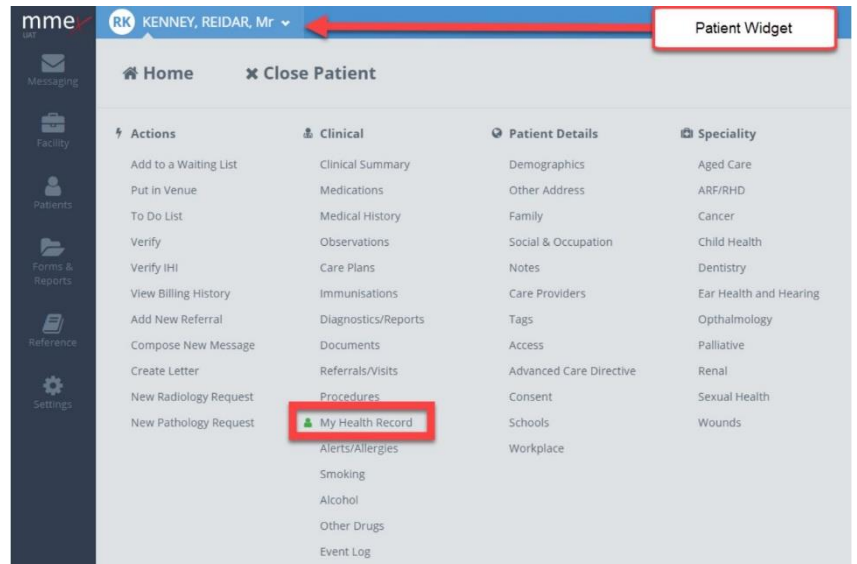 mmex
UAT
RK KENNEY, REIDAR, Mr
Patient Widget
Messaging
Facility
Patients
Forms &
Reports
Reference
Settings
Home
Close Patient
Actions
Add to a Waiting List
Put in Venue
To Do List
Verify
Verify IHI
View Billing History
Add New Referral
Compose New Message
Create Letter
New Radiology Request
New Pathology Request
Clinical
Clinical Summary
Medications
Medical History
Observations
Care Plans
Immunisations
Diagnostics/Reports
Documents
Referrals/Visits
Procedures
My Health Record
Alerts/Allergies
Smoking
Alcohol
Other Drugs
Event Log
Patient Details
Demographics
Other Address
Family
Social & Occupation
Notes
Care Providers
Tags
Access
Advanced Care Directive
Consent
Schools
Workplace
Speciality
Aged Care
ARF/RHD
Cancer
Child Health
Dentistry
Ear Health and Hearing
Opthalmology
Palliative
Renal
Sexual Health
Wounds